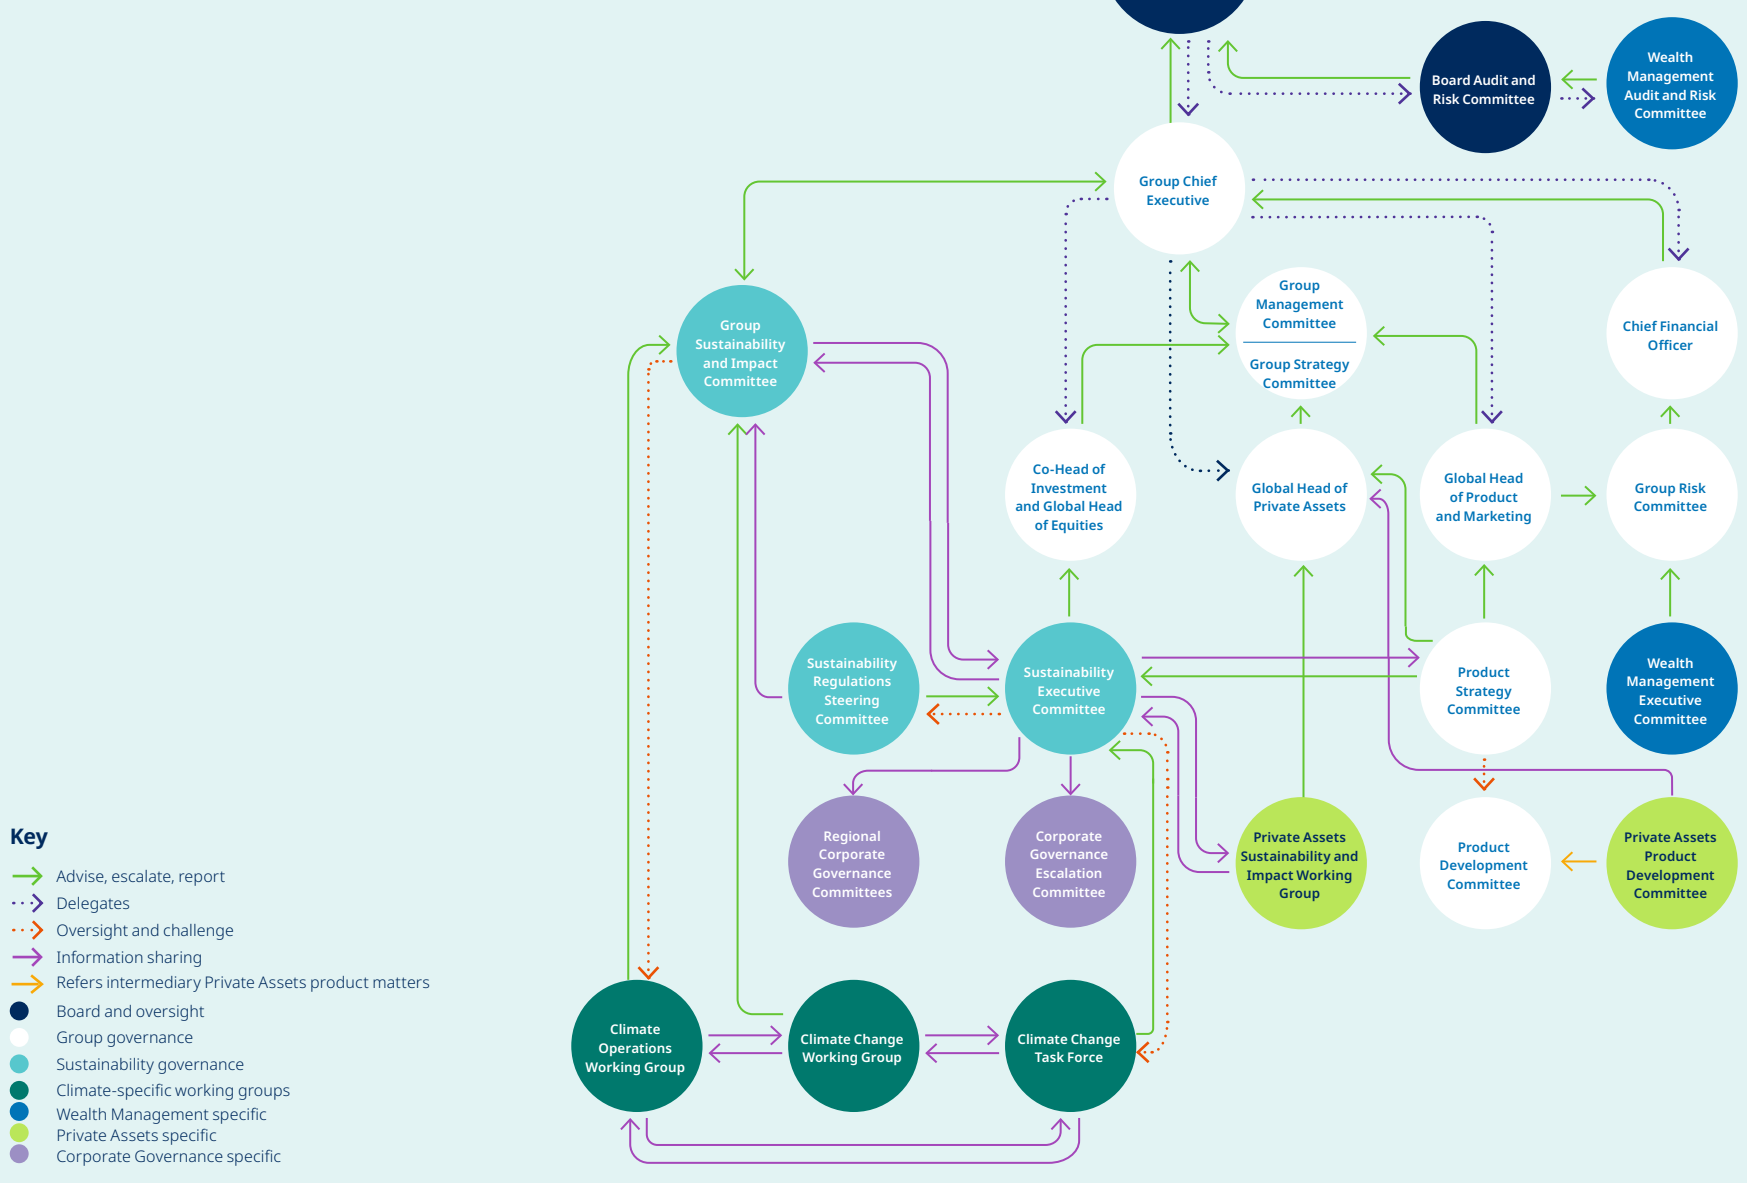 Board Audit and
Risk Committee
Wealth
Management
Audit and Risk
Committee
Group Chief
Executive
Group
Management
Committee
Group Strategy
Committee
Chief Financial
Officer
Group
Sustainability
and Impact
Committee
Co-Head of
Investment
and Global Head
of Equities
Global Head of
Private Assets
Global Head
of Product
and Marketing
Group Risk
Committee
Sustainability
Regulations
Steering
Committee
Sustainability
Executive
Committee
Product
Strategy
Committee
Wealth
Management
Executive
Committee
Regional
Corporate
Governance
Committees
Corporate
Governance
Escalation
Committee
Private Assets
Sustainability and
Impact Working
Group
Product
Development
Committee
Private Assets
Product
Development
Committee
Climate
Operations
Working Group
Climate Change
Working Group
Climate Change
Task Force
Key
Advise, escalate, report
Delegates
Oversight and challenge
Information sharing
Refers intermediary Private Assets product matters
Board and oversight
Group governance
Sustainability governance
Climate-specific working groups
Wealth Management specific
Private Assets specific
Corporate Governance specific